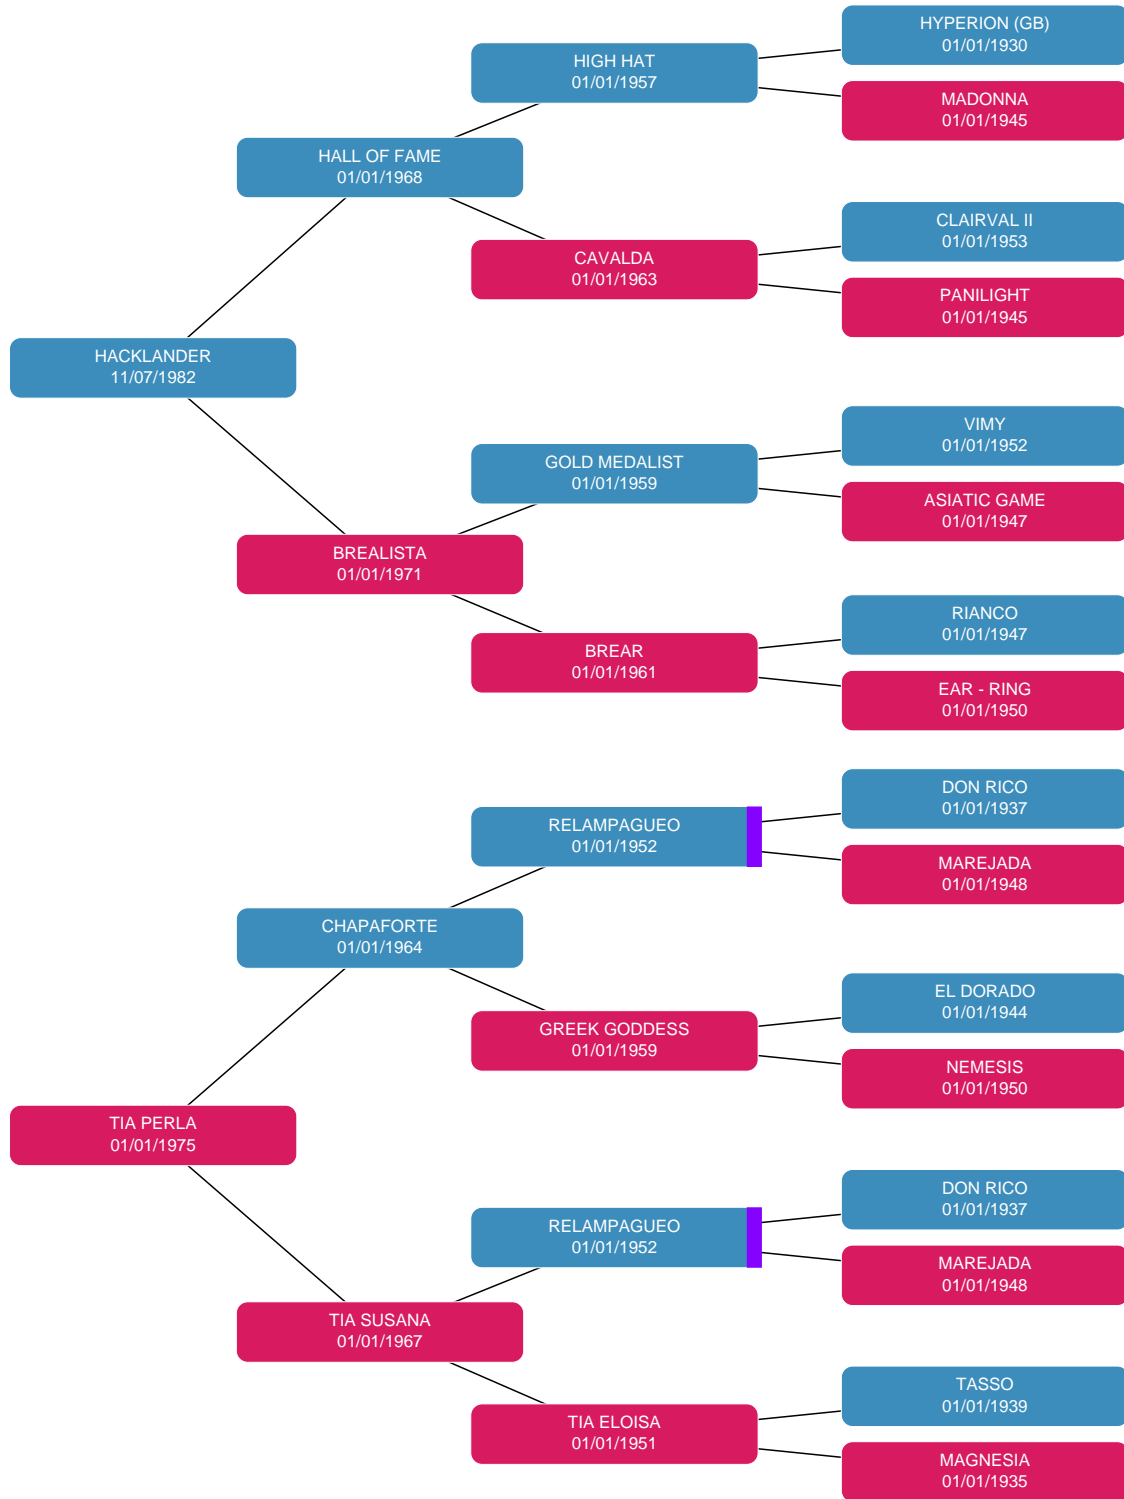 HYPERION (GB)
01/01/1930
HIGH HAT
01/01/1957
MADONNA
01/01/1945
HALL OF FAME
01/01/1968
CLAIRVAL II
01/01/1953
CAVALDA
01/01/1963
PANILIGHT
01/01/1945
HACKLANDER
11/07/1982
VIMY
01/01/1952
GOLD MEDALIST
01/01/1959
ASIATIC GAME
01/01/1947
BREALISTA
01/01/1971
RIANCO
01/01/1947
BREAR
01/01/1961
EAR - RING
01/01/1950
DON RICO
01/01/1937
RELAMPAGUEO
01/01/1952
MAREJADA
01/01/1948
CHAPAFORTE
01/01/1964
EL DORADO
01/01/1944
GREEK GODDESS
01/01/1959
NEMESIS
01/01/1950
TIA PERLA
01/01/1975
DON RICO
01/01/1937
RELAMPAGUEO
01/01/1952
MAREJADA
01/01/1948
TIA SUSANA
01/01/1967
TASSO
01/01/1939
TIA ELOISA
01/01/1951
MAGNESIA
01/01/1935